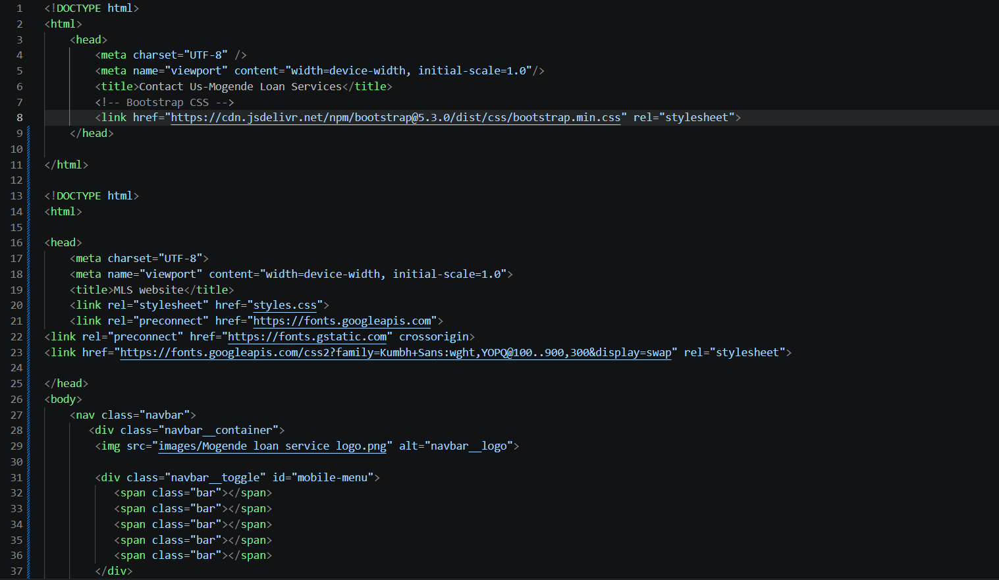 1 <!DOCTYPE html>
2 <html>
3     <head>
4         <meta charset="UTF-8" />
5         <meta name="viewport" content="width=device-width, initial-scale=1.0"/>
6         <title>Contact Us-Mogende Loan Services</title>
7         <!-- Bootstrap CSS -->
8         <link href="https://cdn.jsdelivr.net/npm/bootstrap@5.3.0/dist/css/bootstrap.min.css" rel="stylesheet">
9     </head>
10
11 </html>
12
13 <!DOCTYPE html>
14 <html>
15
16 <head>
17     <meta charset="UTF-8">
18     <meta name="viewport" content="width=device-width, initial-scale=1.0">
19     <title>MLS website</title>
20     <link rel="stylesheet" href="styles.css">
21     <link rel="preconnect" href="https://fonts.googleapis.com">
22 <link rel="preconnect" href="https://fonts.gstatic.com" crossorigin>
23 <link href="https://fonts.googleapis.com/css2?family=Kumbh+Sans:wght,YOPQ@100..900,300&display=swap" rel="stylesheet">
24
25 </head>
26 <body>
27     <nav class="navbar">
28        <div class="navbar__container">
29         <img src="images/Mogende loan service logo.png" alt="navbar__logo">
30
31         <div class="navbar__toggle" id="mobile-menu">
32            <span class="bar"></span>
33            <span class="bar"></span>
34            <span class="bar"></span>
35            <span class="bar"></span>
36            <span class="bar"></span>
37         </div>